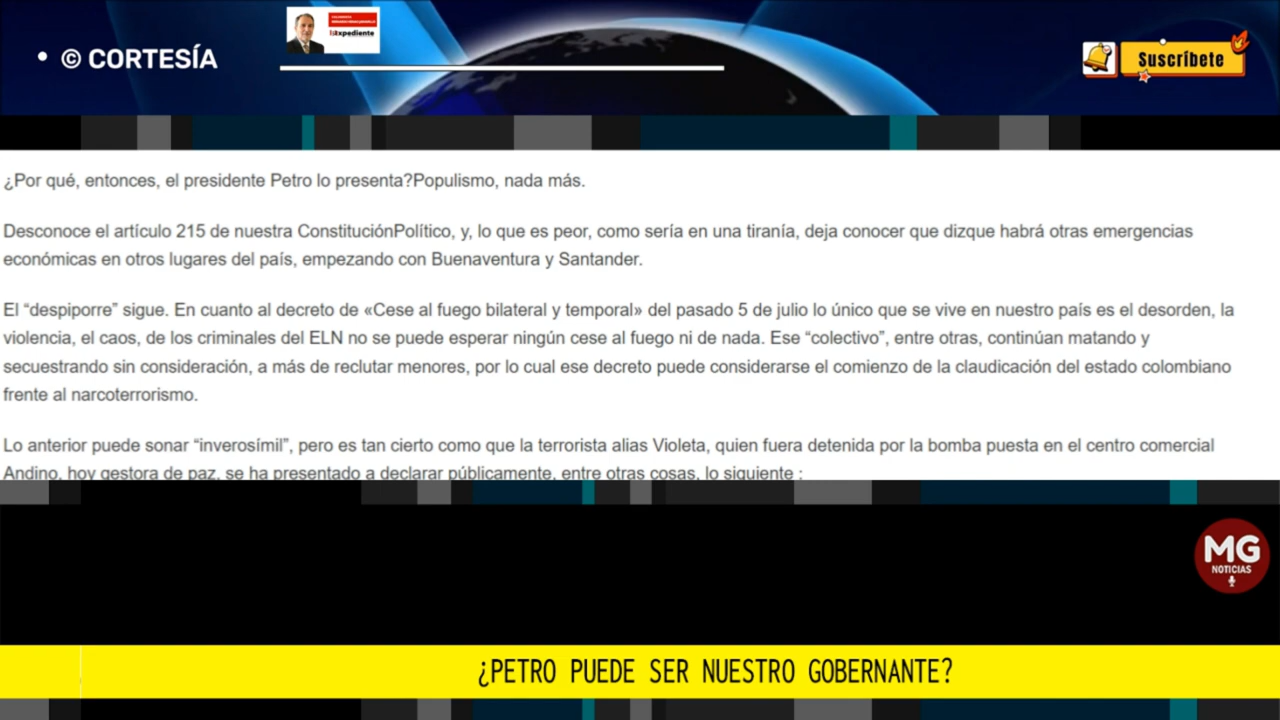 • © CORTESÍA
Expediente
Suscríbete
¿Por qué, entonces, el presidente Petro lo presenta?Populismo, nada más.
Desconoce el artículo 215 de nuestra ConstituciónPolítico, y, lo que es peor, como sería en una tiranía, deja conocer que dizque habrá otras emergencias
económicas en otros lugares del país, empezando con Buenaventura y Santander.
El “despiporre” sigue. En cuanto al decreto de «Cese al fuego bilateral y temporal» del pasado 5 de julio lo único que se vive en nuestro país es el desorden, la
violencia, el caos, de los criminales del ELN no se puede esperar ningún cese al fuego ni de nada. Ese “colectivo”, entre otras, continúan matando y
secuestrando sin consideración, a más de reclutar menores, por lo cual ese decreto puede considerarse el comienzo de la claudicación del estado colombiano
frente al narcoterrorismo.
Lo anterior puede sonar “inverosímil”, pero es tan cierto como que la terrorista alias Violeta, quien fuera detenida por la bomba puesta en el centro comercial
Andino, hoy gestora de paz, se ha presentado a declarar públicamente, entre otras cosas, lo siguiente :
MG
NOTICIAS
¿PETRO PUEDE SER NUESTRO GOBERNANTE?